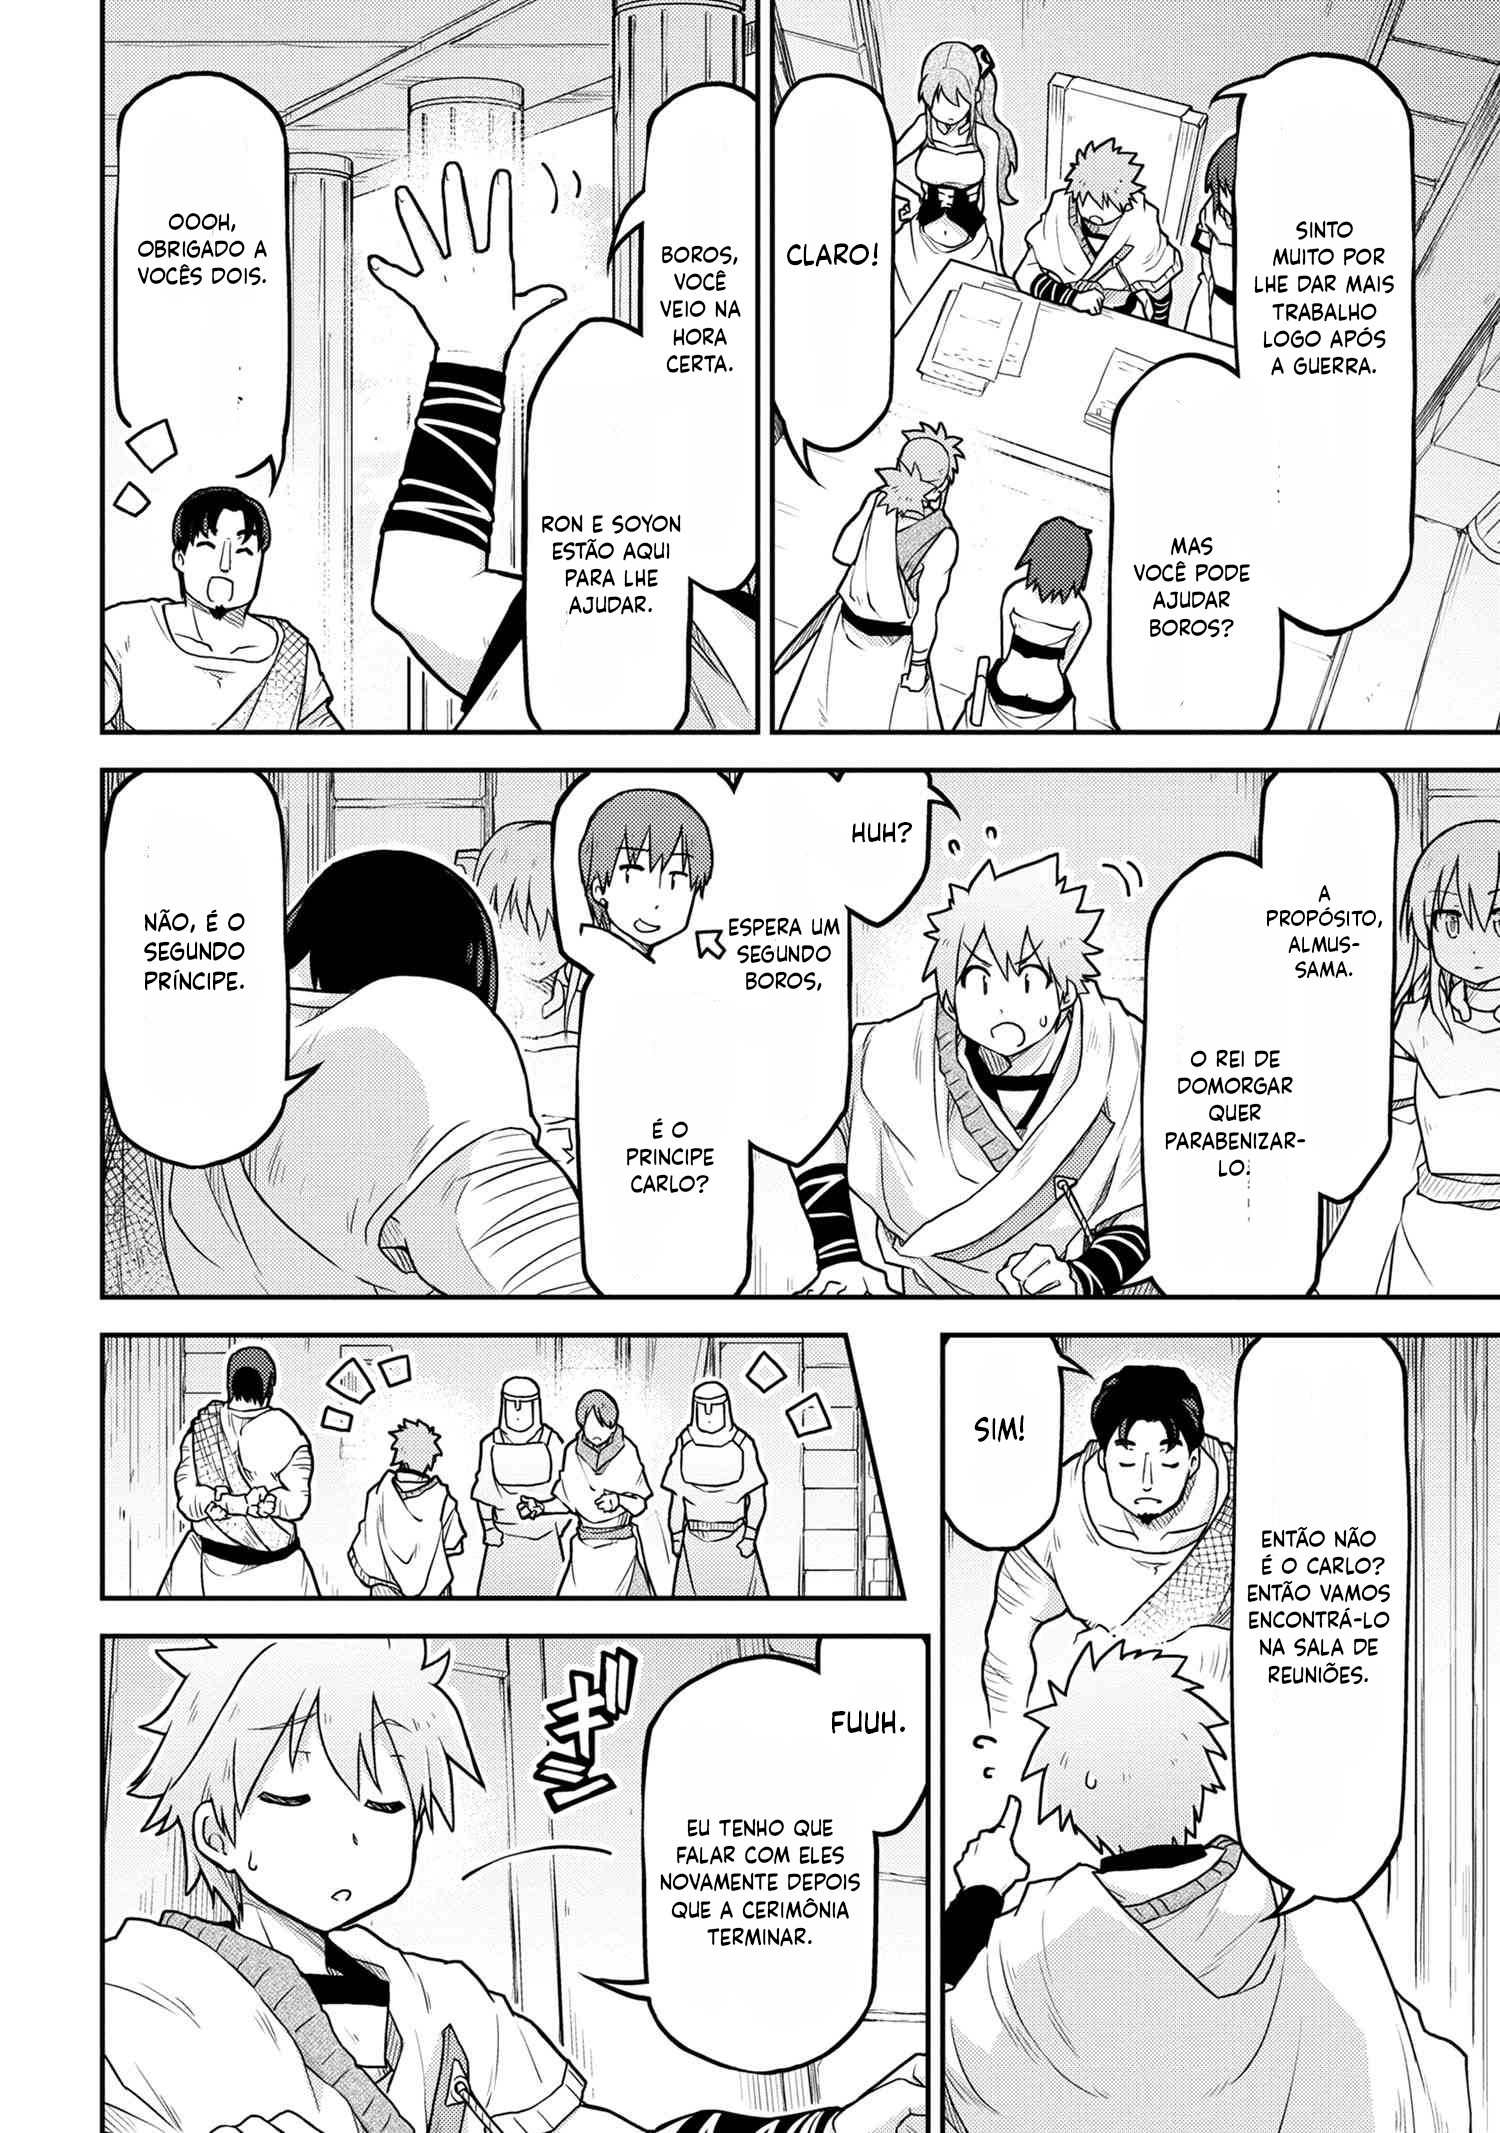 SINTO
MUITO POR
LHE DAR MAIS
TRABALHO
LOGO APÓS
A GUERRA.
MAS
VOCÊ PODE
AJUDAR
BOROS?
CLARO!
BOROS,
VOCÊ
VEIO NA
HORA
CERTA.
RON E SOYON
ESTÃO AQUI
PARA LHE
AJUDAR.
OOOH,
OBRIGADO A
VOCÊS DOIS.
A
PROPÓSITO,
ALMUS-
SAMA.
O REI DE
DOMORGAR
QUER
PARABENIZAR-
LO.
HUH?
ESPERA UM
SEGUNDO
BOROS,
É O
PRINCIPE
CARLO?
NÃO, É O
SEGUNDO
PRÍNCIPE.
ENTÃO NÃO
É O CARLO?
ENTÃO VAMOS
ENCONTRÁ-LO
NA SALA DE
REUNIÕES.
SIM!
FUUH.
EU TENHO QUE
FALAR COM ELES
NOVAMENTE DEPOIS
QUE A CERIMÔNIA
TERMINAR.
ギシ